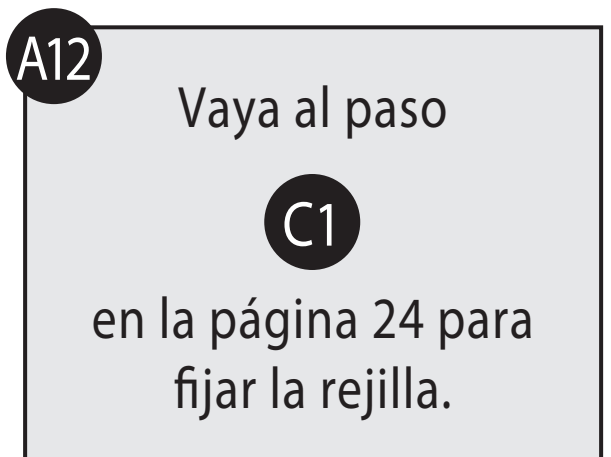 A12
Vaya al paso
C1
en la página 24 para
fijar la rejilla.